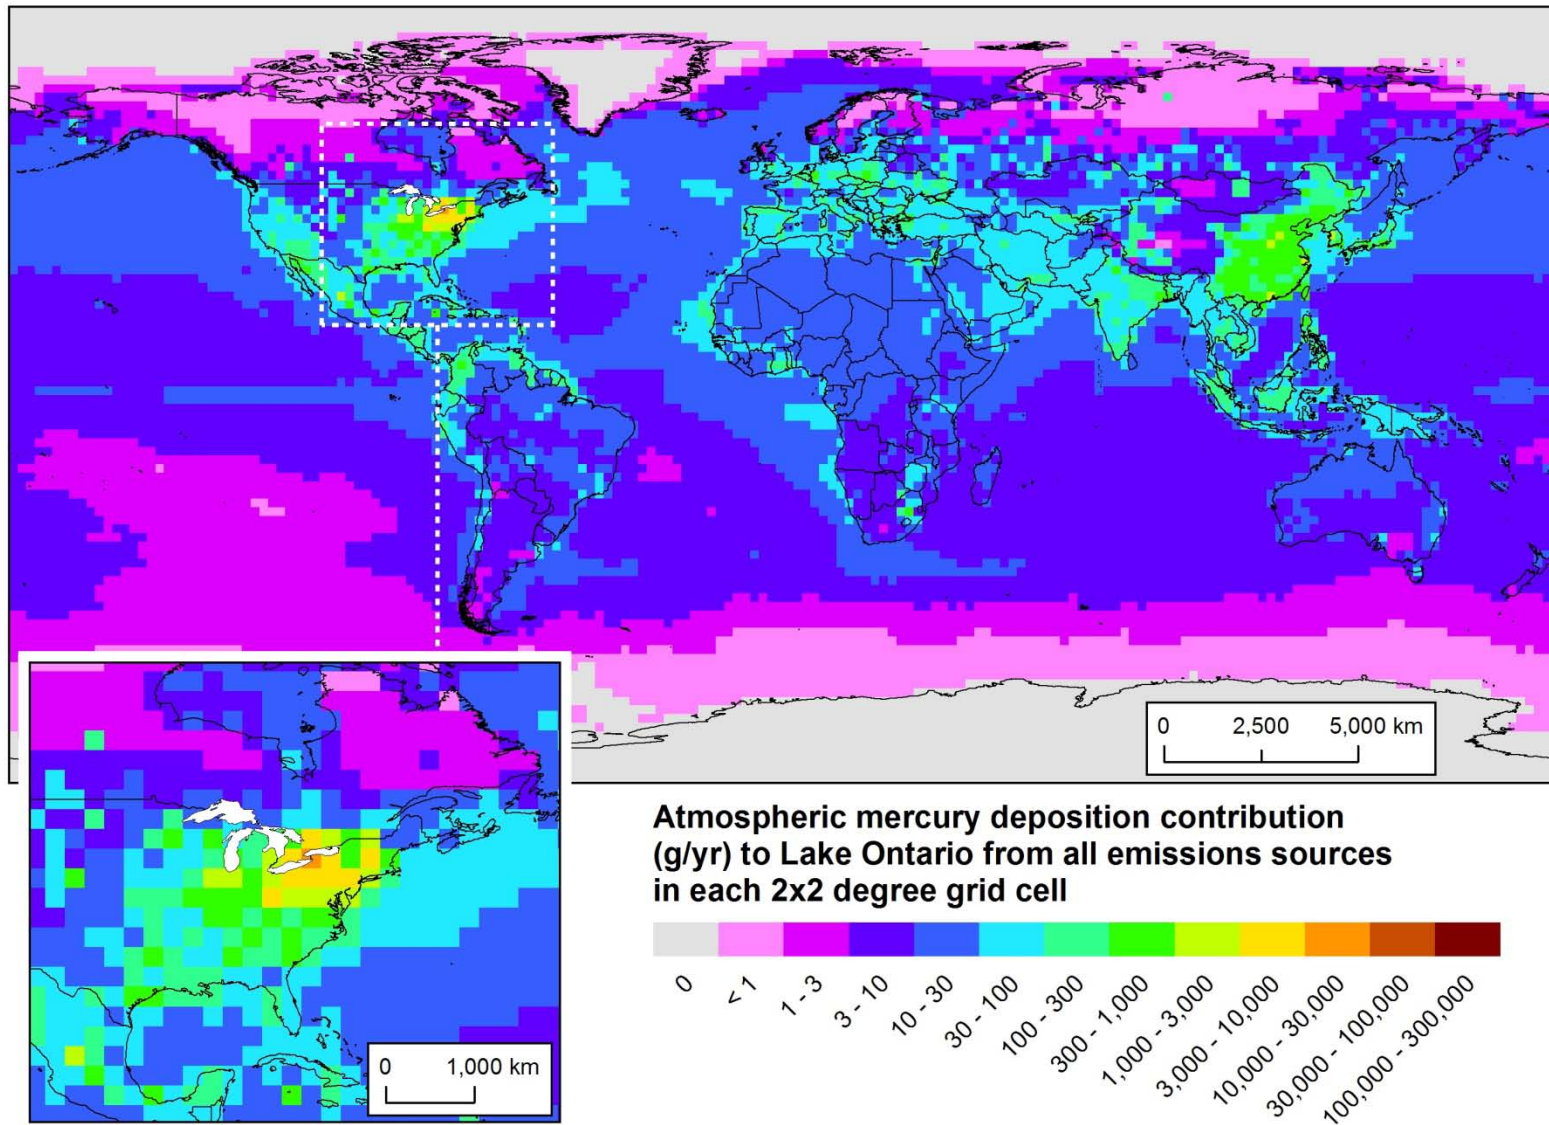 0 2,500 5,000 km
0 1,000 km
Atmospheric mercury deposition contribution
(g/yr) to Lake Ontario from all emissions sources
in each 2x2 degree grid cell
0
< 1
1 - 3
3 - 10
10 - 30
30 - 100
100 - 300
300 - 1,000
1,000 - 3,000
3,000 - 10,000
10,000 - 30,000
30,000 - 100,000
100,000 - 300,000